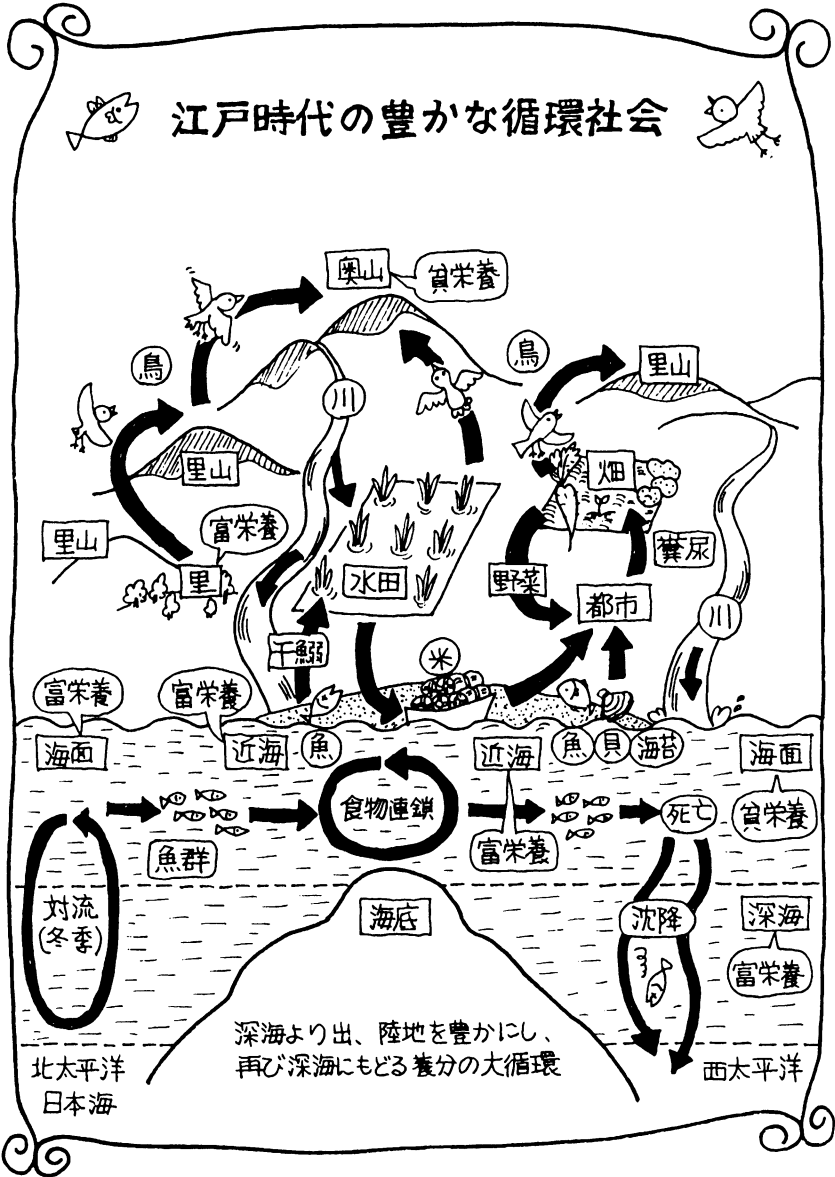 江戸時代の豊かな循環社会
奥山
貧栄養
鳥
鳥
里山
川
里山
畑
富栄養
里山
糞尿
里
水田
野菜
都市
川
干鰯
米
富栄養
富栄養
海面
近海
魚
近海
魚
貝
海苔
海面
食物連鎖
死亡
貧栄養
魚群
富栄養
対流
(冬季)
海底
沈降
深海
富栄養
深海より出、陸地を豊かにし、
再び深海にもどる養分の大循環
北太平洋
日本海
西太平洋